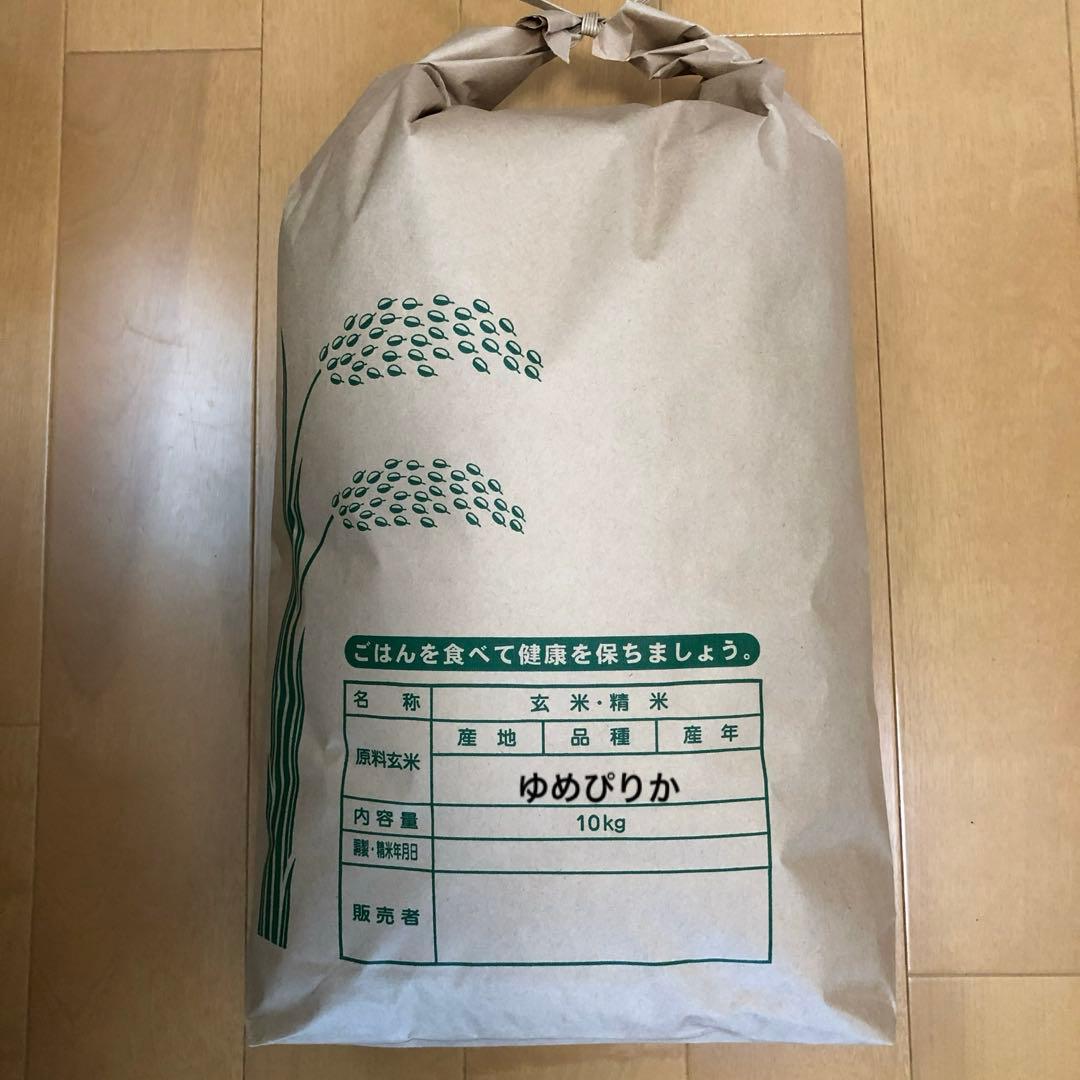 ごはんを食べて健康を保ちましょう。
名称 玄米・精米
原料玄米 産地 品種 産年
ゆめぴりか
内容量 10kg
調製・精米年月日
販売者